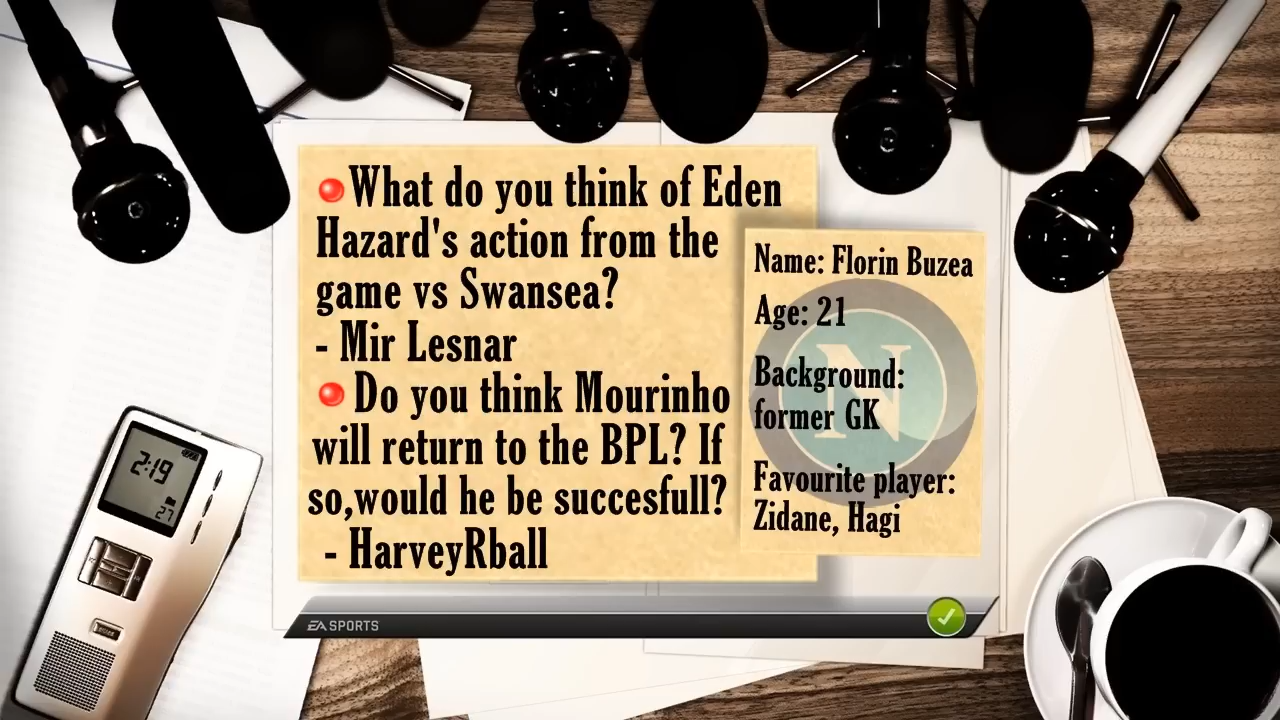 What do you think of Eden
Hazard's action from the
game vs Swansea?
- Mir Lesnar
Do you think Mourinho
will return to the BPL? If
so,would he be succesfull?
- HarveyRball
Name: Florin Buzea
Age: 21
Background:
former GK
Favourite player:
Zidane, Hagi
N
2:19
27
EA SPORTS